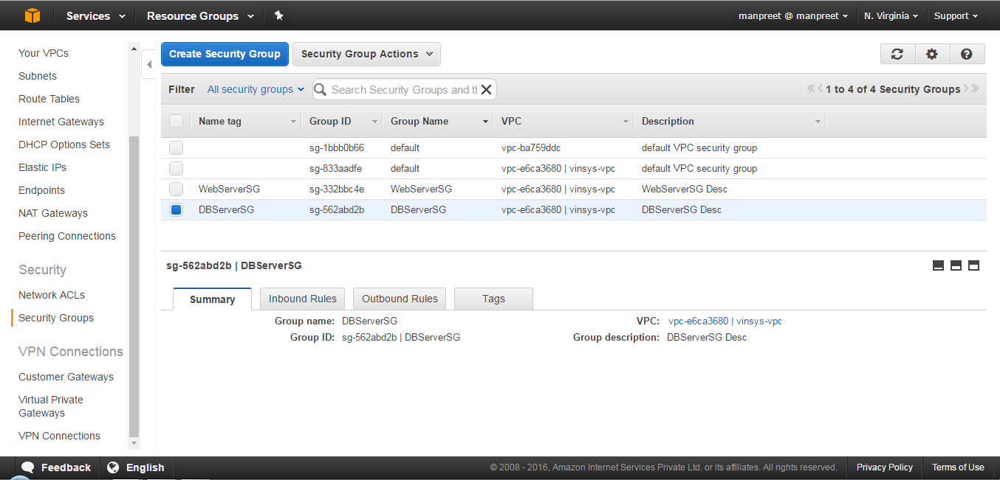 Services Resource Groups manpreet @ manpreet N. Virginia Support
Your VPCs
Subnets
Route Tables
Internet Gateways
DHCP Options Sets
Elastic IPs
Endpoints
NAT Gateways
Peering Connections
Security
Network ACLs
Security Groups
VPN Connections
Customer Gateways
Virtual Private
Gateways
VPN Connections
Create Security Group Security Group Actions
Filter All security groups Search Security Groups and th 1 to 4 of 4 Security Groups
Name tag Group ID Group Name VPC Description
sg-1bbb0b66 default vpc-ba759ddc default VPC security group
sg-833aadfe default vpc-e6ca3680 | vinsys-vpc default VPC security group
WebServerSG sg-332bbc4e WebServerSG vpc-e6ca3680 | vinsys-vpc WebServerSG Desc
DBServerSG sg-562abd2b DBServerSG vpc-e6ca3680 | vinsys-vpc DBServerSG Desc
sg-562abd2b | DBServerSG
Summary Inbound Rules Outbound Rules Tags
Group name: DBServerSG VPC: vpc-e6ca3680 | vinsys-vpc
Group ID: sg-562abd2b | DBServerSG Group description: DBServerSG Desc
Feedback English © 2008 - 2016, Amazon Internet Services Private Ltd. or its affiliates. All rights reserved. Privacy Policy Terms of Use